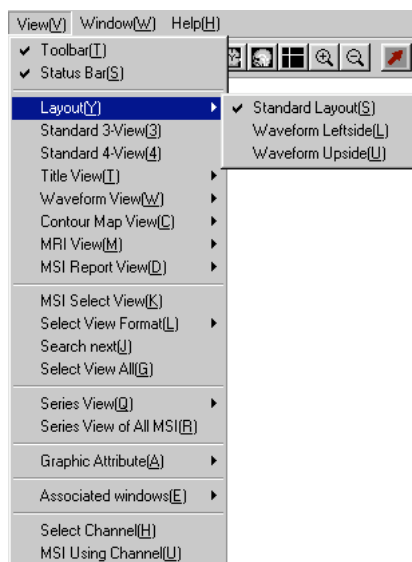 View(V) Window(W) Help(H)
Toolbar(T)
Status Bar(S)
Layout(Y)
Standard Layout(S)
Waveform Leftside(L)
Waveform Upside(U)
Standard 3-View(3)
Standard 4-View(4)
Title View(T)
Waveform View(W)
Contour Map View(C)
MRI View(M)
MSI Report View(D)
MSI Select View(K)
Select View Format(L)
Search next(J)
Select View All(G)
Series View(Q)
Series View of All MSI(R)
Graphic Attribute(A)
Associated windows(E)
Select Channel(H)
MSI Using Channel(U)